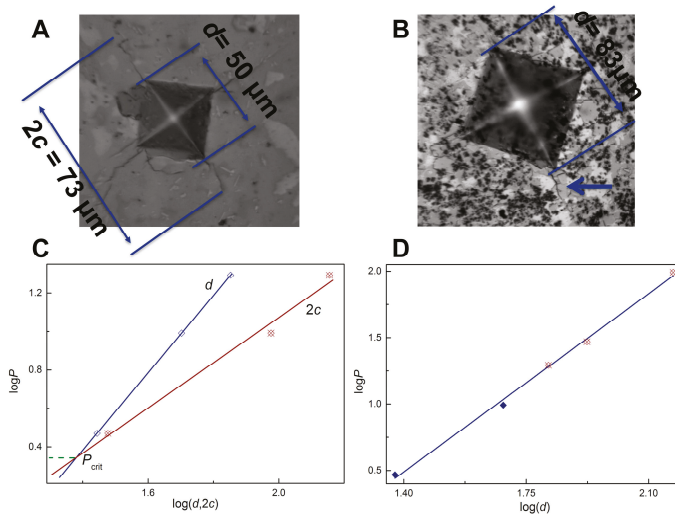 A
d= 50 µm
2c = 73 µm
B
d= 83µm
C
1.2
0.8
0.4
logP
d
2c
Pcrit
1.6
2.0
log(d,2c)
D
2.0
1.5
1.0
0.5
logP
1.40
1.75
2.10
log(d)